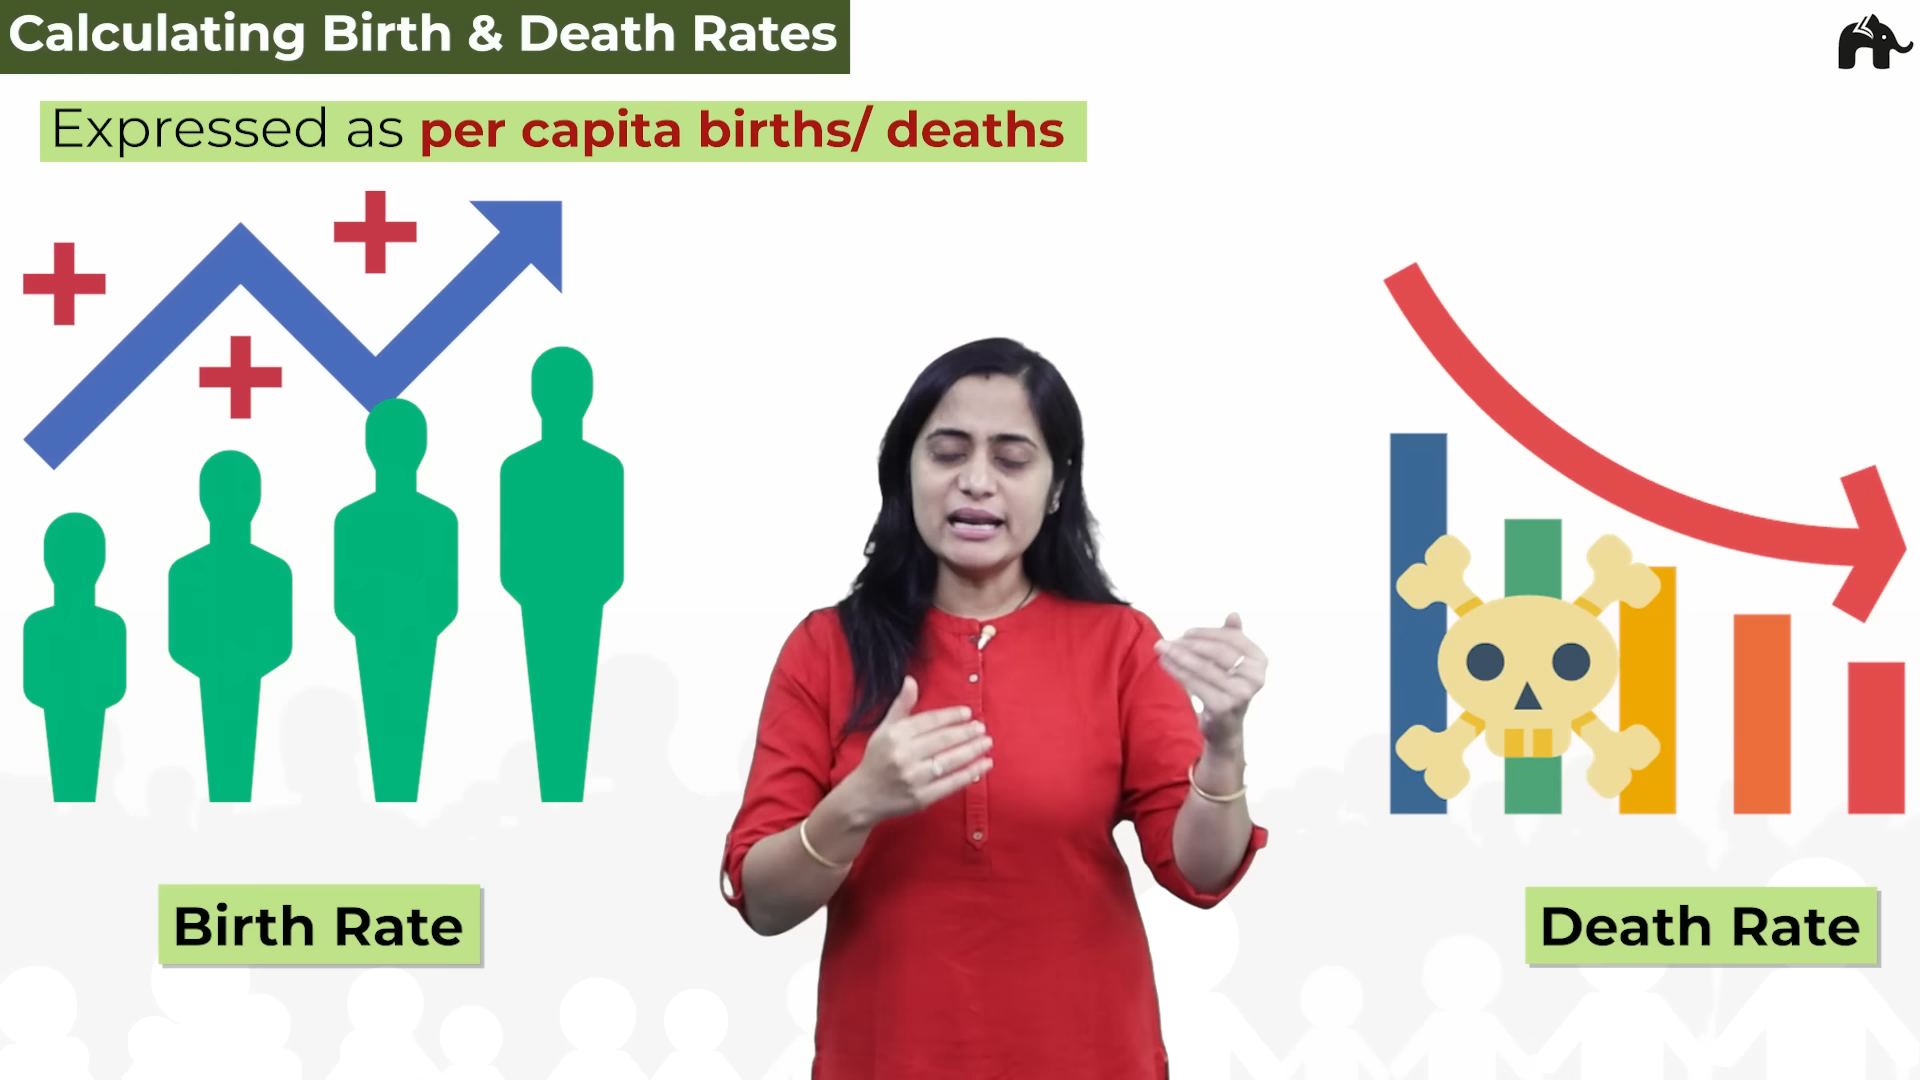 Calculating Birth & Death Rates
Expressed as per capita births/ deaths
Birth Rate
Death Rate